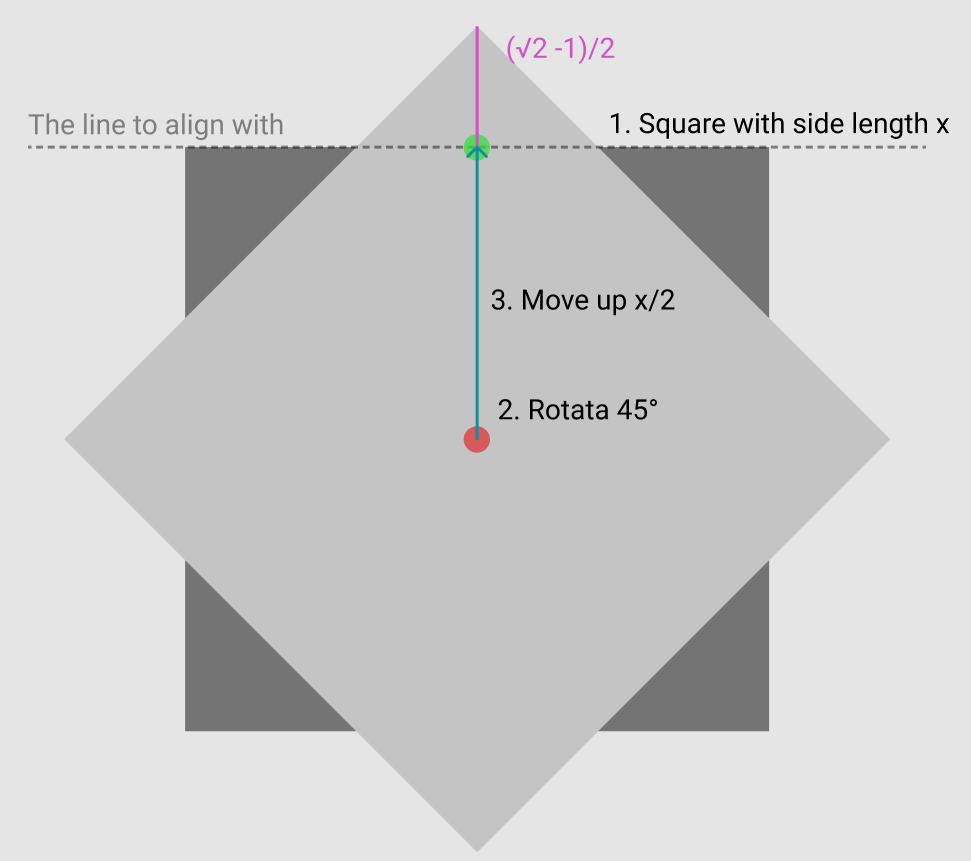 (√2 -1)/2
The line to align with
1. Square with side length x
3. Move up x/2
2. Rotata 45°